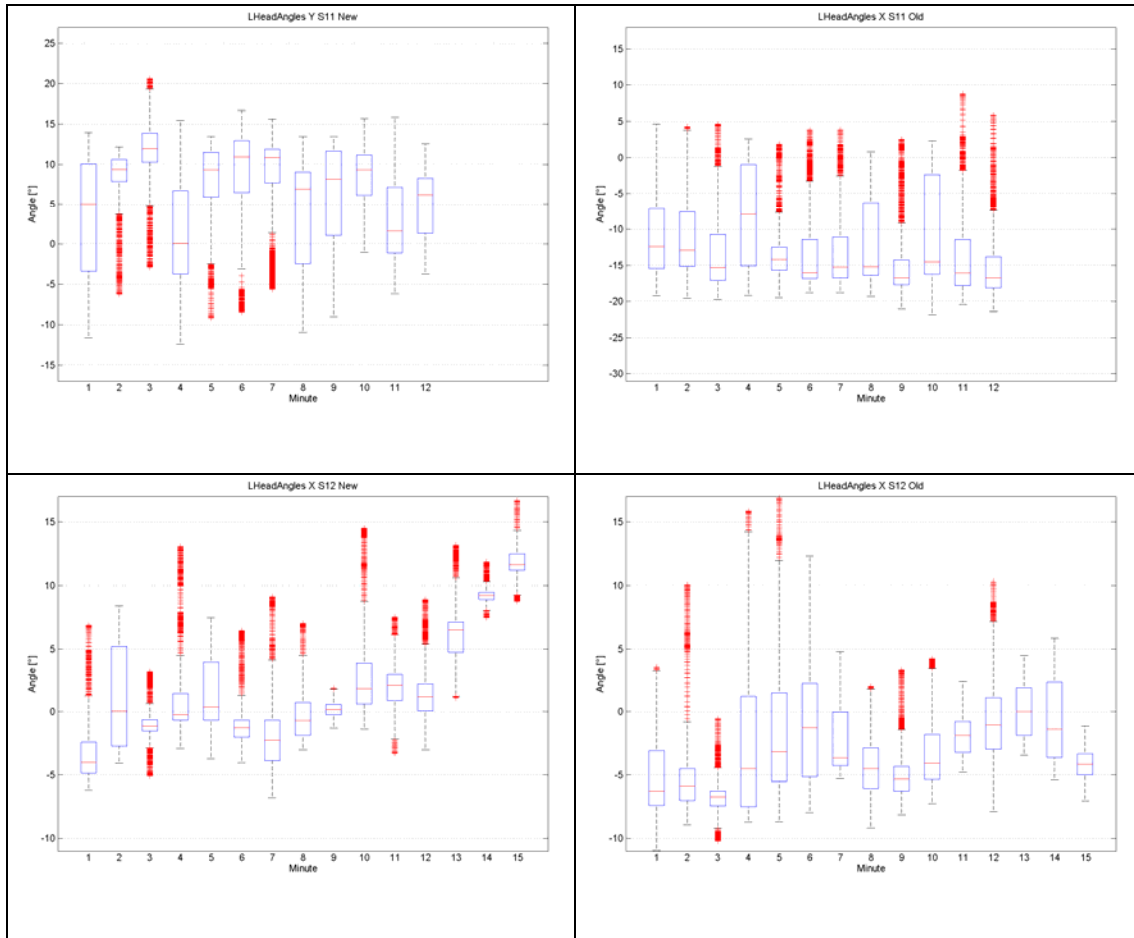 LHeadAngles Y S11 New
25
20
15
10
5
0
-5
-10
-15
Angle [°]
1 2 3 4 5 6 7 8 9 10 11 12
Minute
LHeadAngles X S11 Old
15
10
5
0
-5
-10
-15
-20
-25
-30
Angle [°]
1 2 3 4 5 6 7 8 9 10 11 12
Minute
LHeadAngles X S12 New
15
10
5
0
-5
-10
Angle [°]
1 2 3 4 5 6 7 8 9 10 11 12 13 14 15
Minute
LHeadAngles X S12 Old
15
10
5
0
-5
-10
Angle [°]
1 2 3 4 5 6 7 8 9 10 11 12 13 14 15
Minute